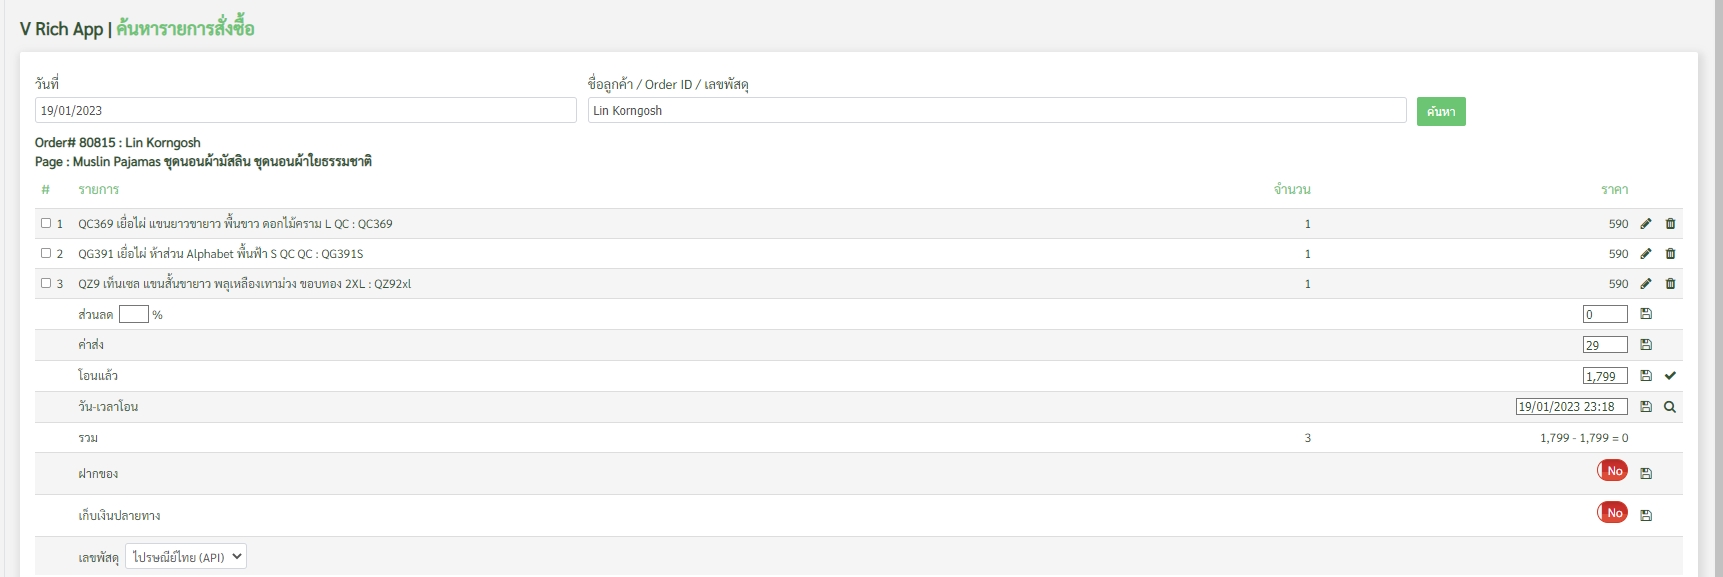 V Rich App | ค้นหารายการสั่งซื้อ
วันที่ ชื่อลูกค้า / Order ID / เลขพัสดุ
19/01/2023 Lin Korngosh ค้นหา
Order# 80815 : Lin Korngosh
Page : Muslin Pajamas ชุดนอนผ้ามัสลิน ชุดนอนผ้าใยธรรมชาติ
# รายการ จำนวน ราคา
1 QC369 เยื่อไผ่ แขนยาวขายาว พื้นขาว ดอกไม้คราม L QC : QC369 1 590
2 QG391 เยื่อไผ่ ห้าส่วน Alphabet พื้นฟ้า S QC QC : QG391S 1 590
3 QZ9 เท็นเซล แขนสั้นขายาว พลุเหลืองเทาม่วง ขอบทอง 2XL : QZ92xl 1 590
ส่วนลด % 0
ค่าส่ง 29
โอนแล้ว 1,799
วัน-เวลาโอน 19/01/2023 23:18
รวม 3 1,799 - 1,799 = 0
ฝากของ No
เก็บเงินปลายทาง No
เลขพัสดุ ไปรษณีย์ไทย (API)